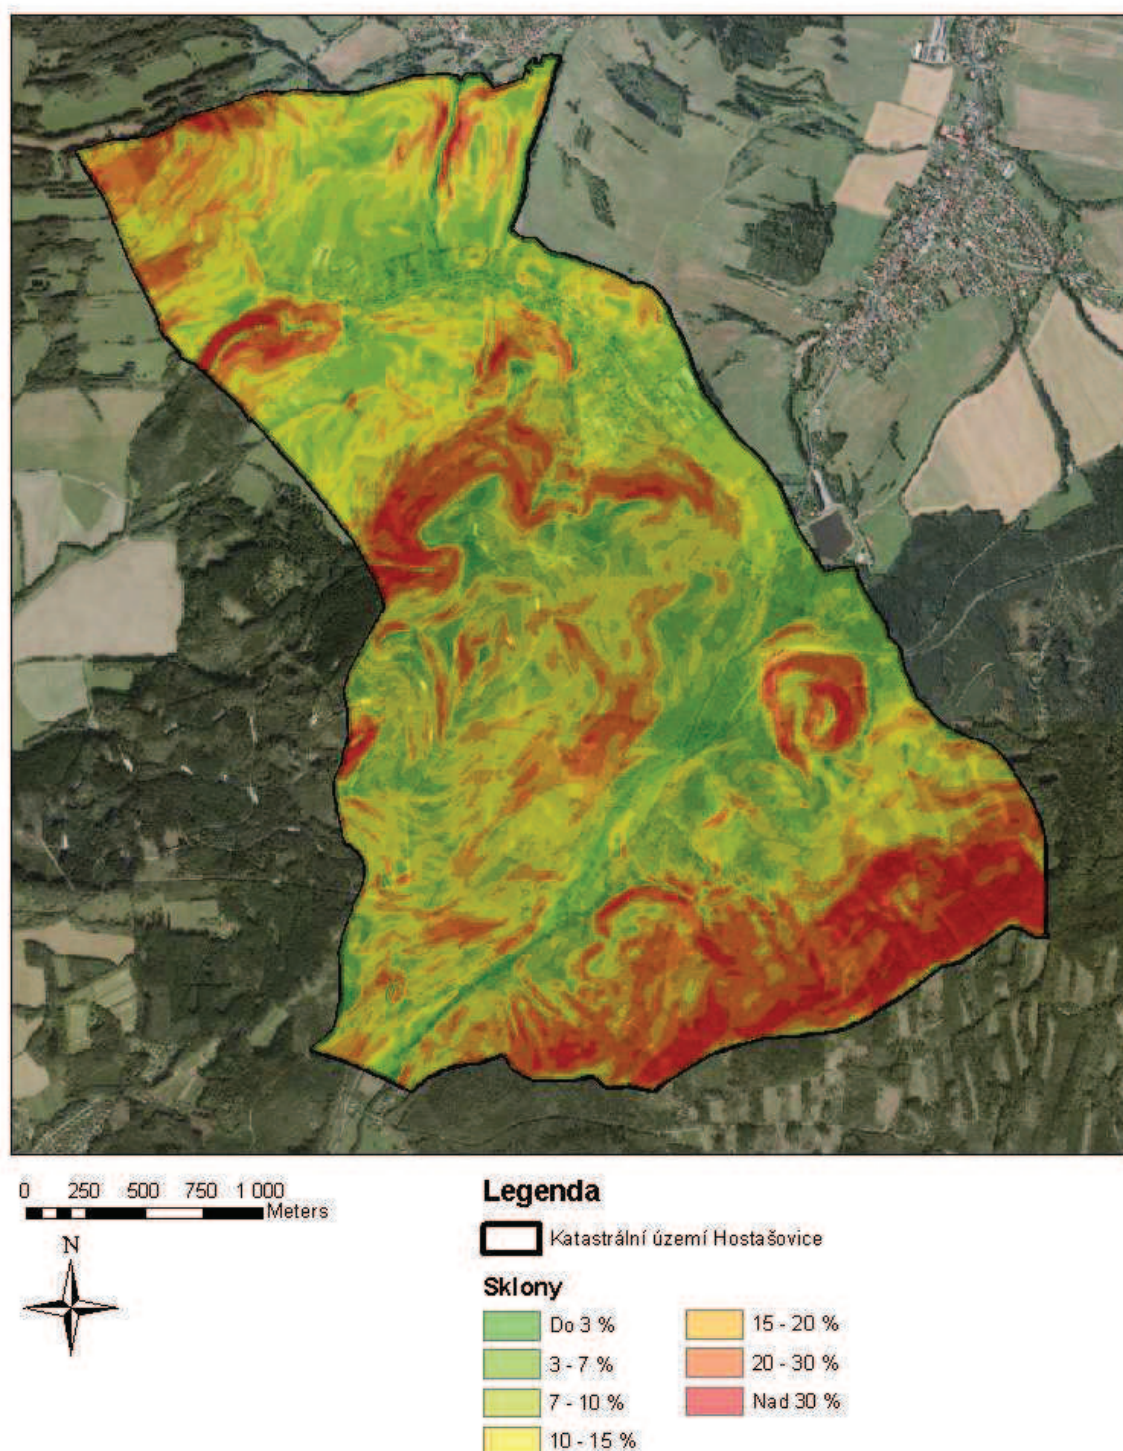 0 250 500 750 1 000
Meters
N
Legenda
Katastrální území Hostašovice
Sklony
Do 3 %
3 - 7 %
7 - 10 %
10 - 15 %
15 - 20 %
20 - 30 %
Nad 30 %